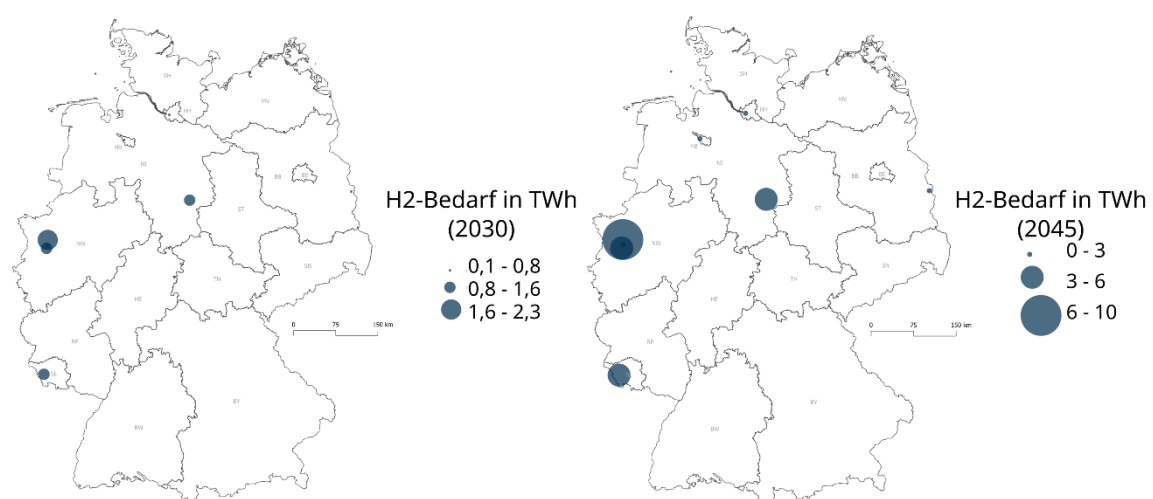 SH
MV
HH
HB
NI
BB
BE
ST
NW
SN
TH
HE
RP
SL
BY
BW
H2-Bedarf in TWh
(2030)
0,1 - 0,8
0,8 - 1,6
1,6 - 2,3
0 75 150 km
SH
MV
HH
HB
NI
BB
BE
ST
NW
SN
TH
HE
RP
BY
BW
H2-Bedarf in TWh
(2045)
0 - 3
3 - 6
6 - 10
0 75 150 km